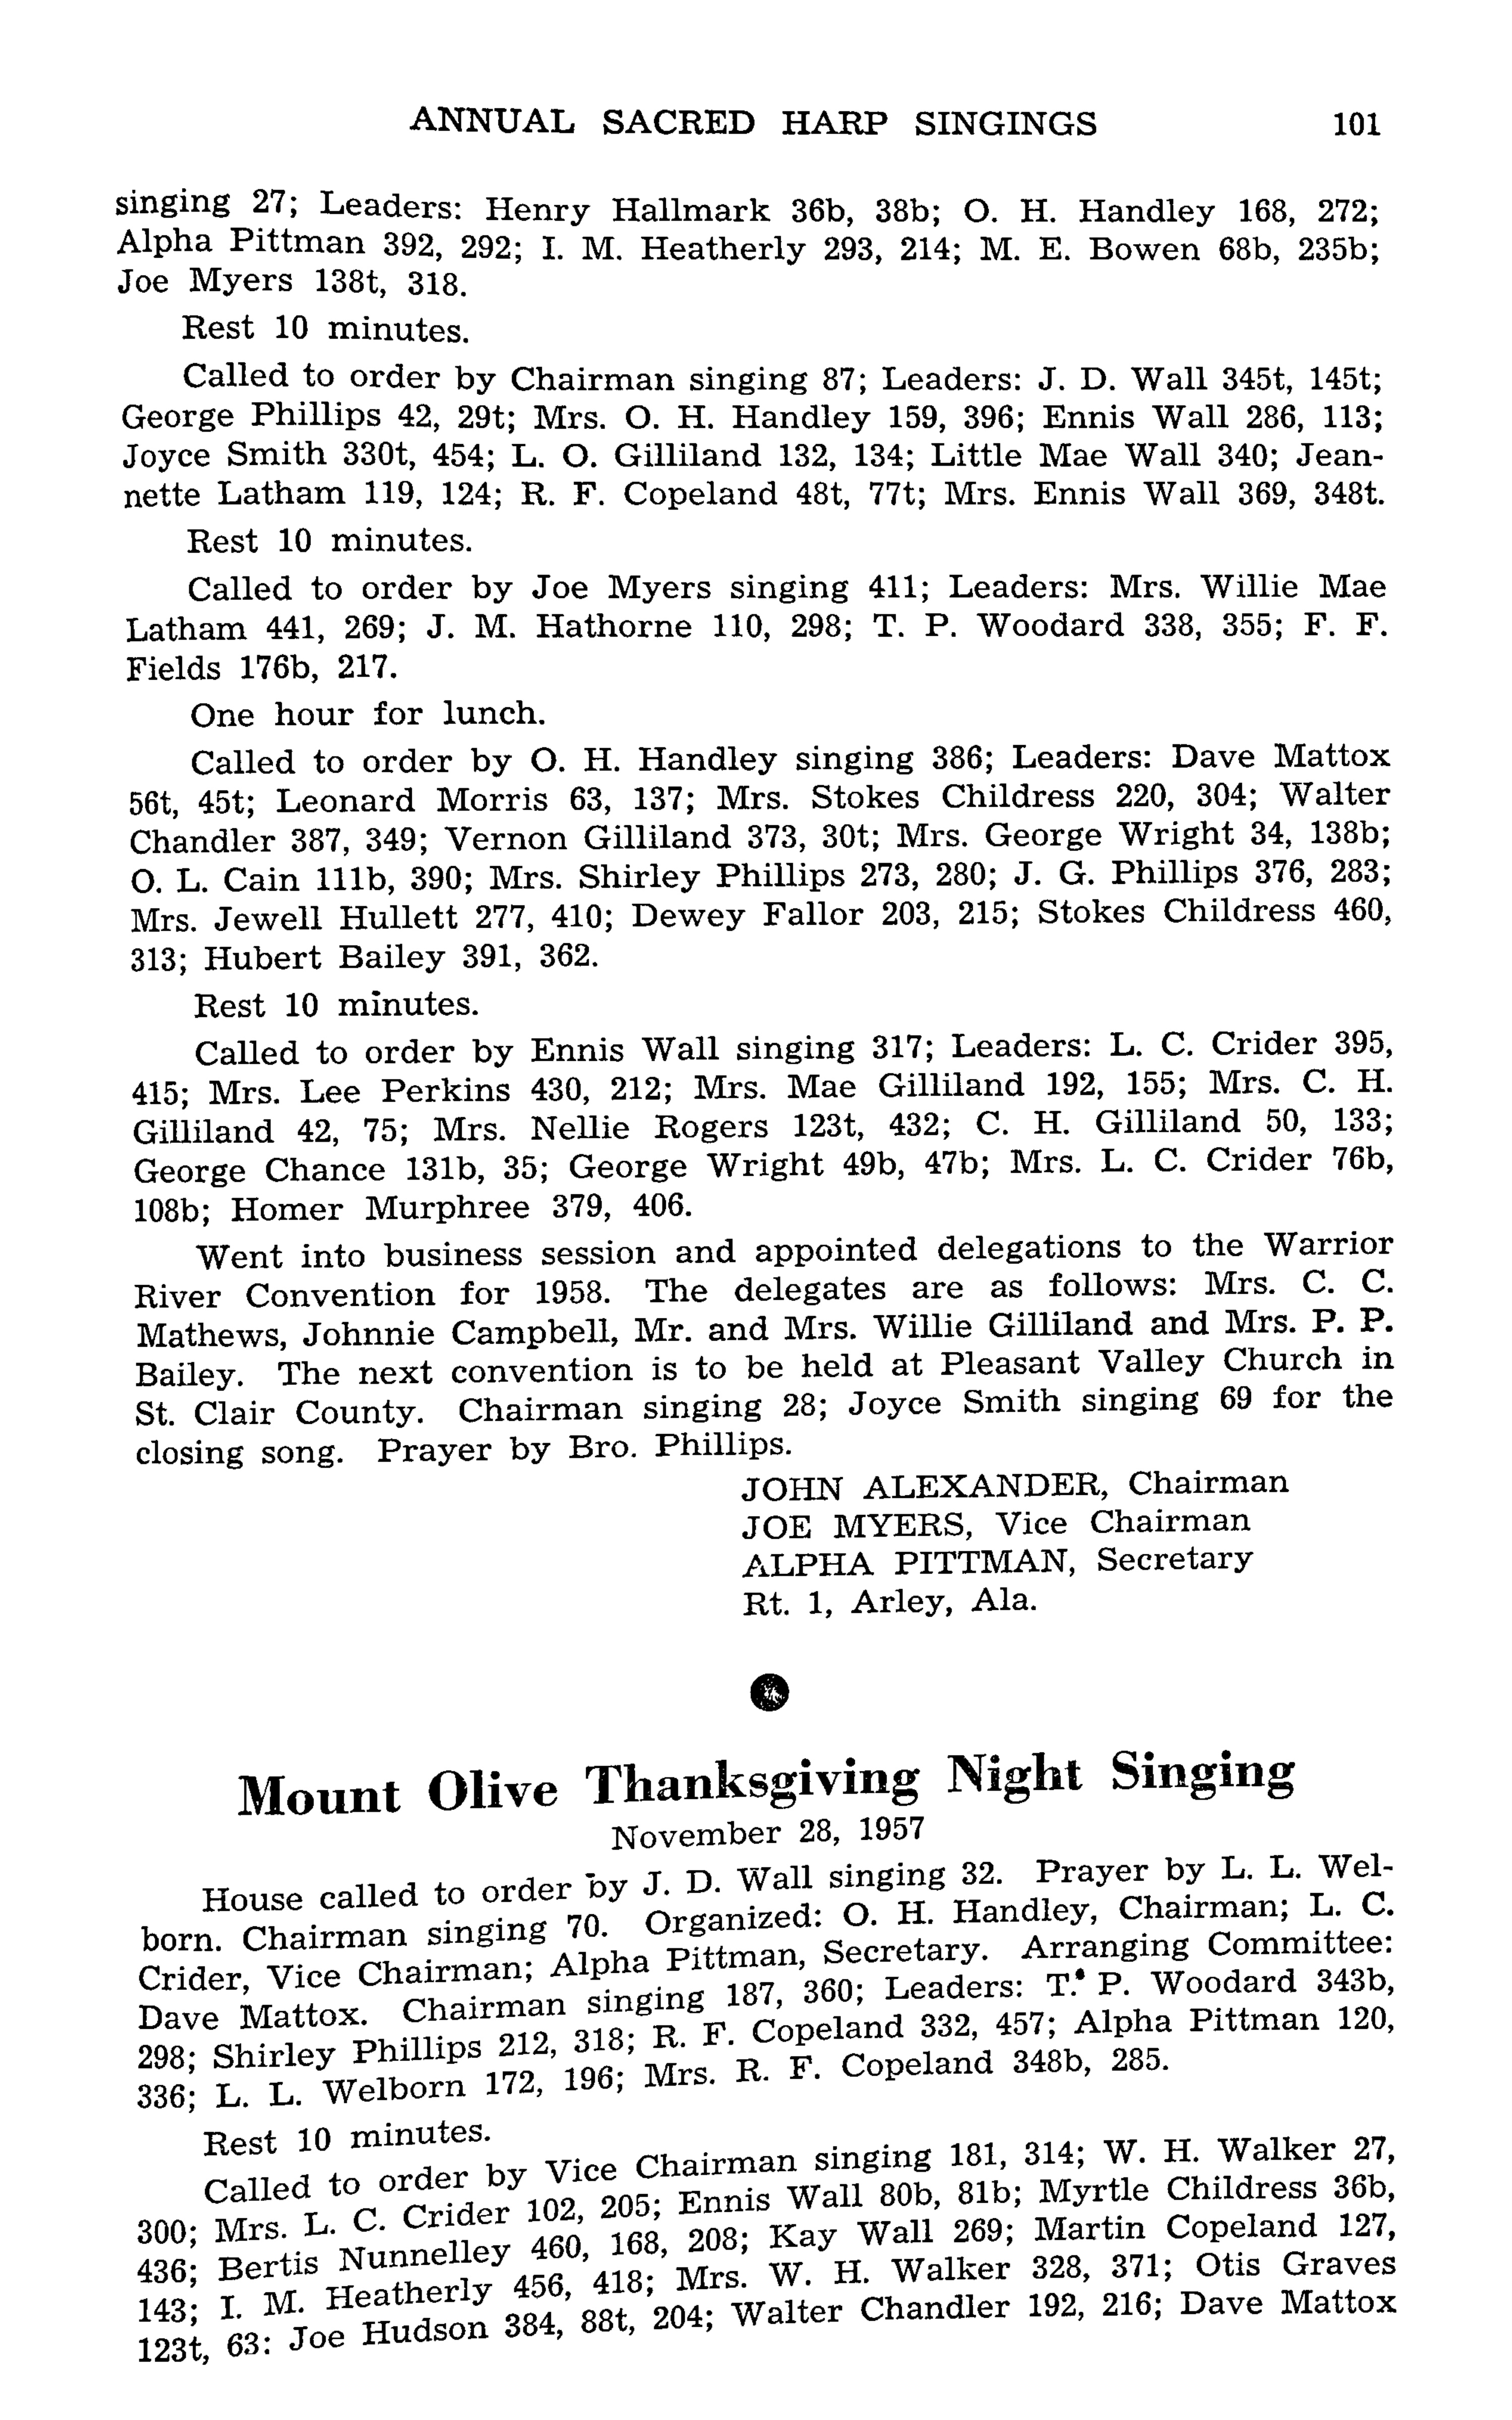 ANNUAL SACRED HARP SINGINGS 101
singing 27; Leaders: Henry Hallmark 36b, 38b; O. H. Handley 168, 272;
Alpha Pittman 392, 292; I. M. Heatherly 293, 214; M. E. Bowen 68b, 235b;
Joe Myers 138t, 318.
Rest 10 minutes.
Called to order by Chairman singing 87; Leaders: J. D. Wall 345t, 145t;
George Phillips 42, 29t; Mrs. O. H. Handley 159, 396; Ennis Wall 286, 113;
Joyce Smith 330t, 454; L. O. Gilliland 132, 134; Little Mae Wall 340; Jean-
nette Latham 119, 124; R. F. Copeland 48t, 77t; Mrs. Ennis Wall 369, 348t.
Rest 10 minutes.
Called to order by Joe Myers singing 411; Leaders: Mrs. Willie Mae
Latham 441, 269; J. M. Hathorne 110, 298; T. P. Woodard 338, 355; F. F.
Fields 176b, 217.
One hour for lunch.
Called to order by O. H. Handley singing 386; Leaders: Dave Mattox
56t, 45t; Leonard Morris 63, 137; Mrs. Stokes Childress 220, 304; Walter
Chandler 387, 349; Vernon Gilliland 373, 30t; Mrs. George Wright 34, 138b;
O. L. Cain 111b, 390; Mrs. Shirley Phillips 273, 280; J. G. Phillips 376, 283;
Mrs. Jewell Hullett 277, 410; Dewey Fallor 203, 215; Stokes Childress 460,
313; Hubert Bailey 391, 362.
Rest 10 minutes.
Called to order by Ennis Wall singing 317; Leaders: L. C. Crider 395,
415; Mrs. Lee Perkins 430, 212; Mrs. Mae Gilliland 192, 155; Mrs. C. H.
Gilliland 42, 75; Mrs. Nellie Rogers 123t, 432; C. H. Gilliland 50, 133;
George Chance 131b, 35; George Wright 49b, 47b; Mrs. L. C. Crider 76b,
108b; Homer Murphree 379, 406.
Went into business session and appointed delegations to the Warrior
River Convention for 1958. The delegates are as follows: Mrs. C. C.
Mathews, Johnnie Campbell, Mr. and Mrs. Willie Gilliland and Mrs. P. P.
Bailey. The next convention is to be held at Pleasant Valley Church in
St. Clair County. Chairman singing 28; Joyce Smith singing 69 for the
closing song. Prayer by Bro. Phillips.
JOHN ALEXANDER, Chairman
JOE MYERS, Vice Chairman
ALPHA PITTMAN, Secretary
Rt. 1, Arley, Ala.
Mount Olive Thanksgiving Night Singing
November 28, 1957
House called to order by J. D. Wall singing 32. Prayer by L. L. Wel-
born. Chairman singing 70. Organized: O. H. Handley, Chairman; L. C.
Crider, Vice Chairman; Alpha Pittman, Secretary. Arranging Committee:
Dave Mattox. Chairman singing 187, 360; Leaders: T. P. Woodard 343b,
298; Shirley Phillips 212, 318; R. F. Copeland 332, 457; Alpha Pittman 120,
336; L. L. Welborn 172, 196; Mrs. R. F. Copeland 348b, 285.
Rest 10 minutes.
Called to order by Vice Chairman singing 181, 314; W. H. Walker 27,
300; Mrs. L. C. Crider 102, 205; Ennis Wall 80b, 81b; Myrtle Childress 36b,
436; Bertis Nunnelley 460, 168, 208; Kay Wall 269; Martin Copeland 127,
143; I. M. Heatherly 456, 418; Mrs. W. H. Walker 328, 371; Otis Graves
123t, 63: Joe Hudson 384, 88t, 204; Walter Chandler 192, 216; Dave Mattox